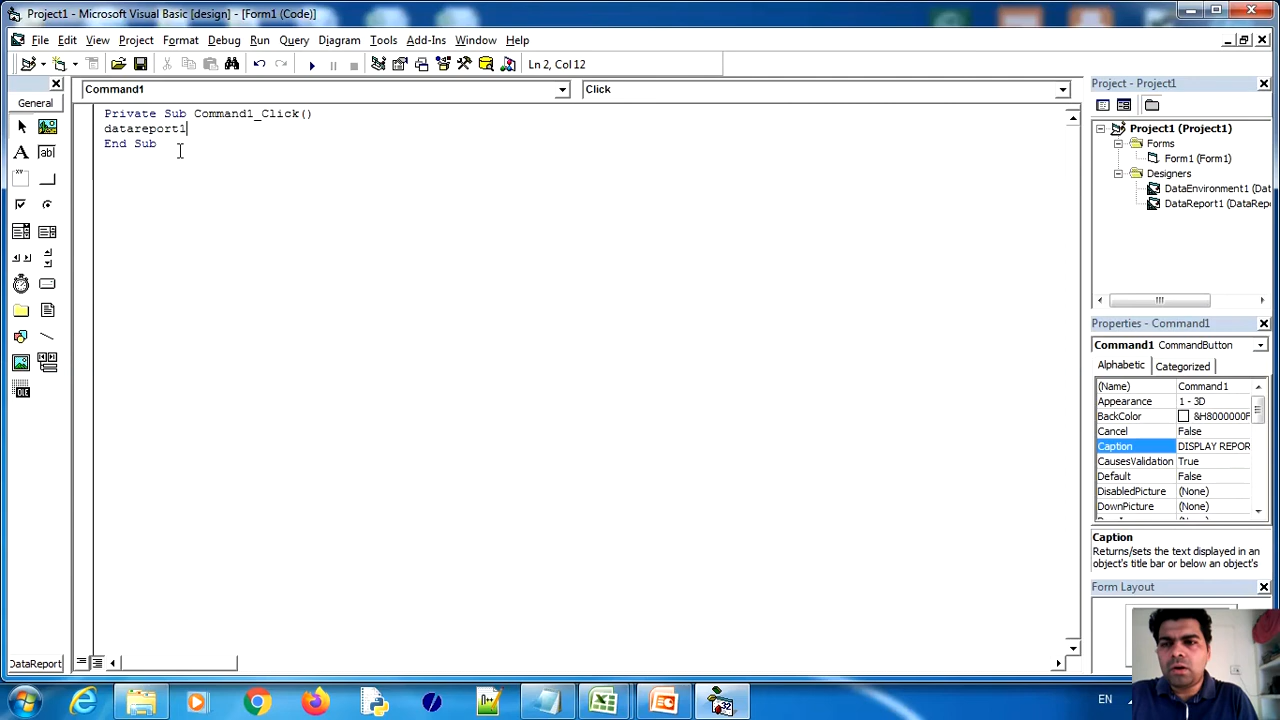 Project1 - Microsoft Visual Basic [design] - [Form1 (Code)]
File Edit View Project Format Debug Run Query Diagram Tools Add-Ins Window Help
Ln 2, Col 12
General
Command1
Click
Private Sub Command1_Click()
datareport1
End Sub
DataReport
Project - Project1
Project1 (Project1)
Forms
Form1 (Form1)
Designers
DataEnvironment1 (Dat
DataReport1 (DataRep
Properties - Command1
Command1 CommandButton
Alphabetic Categorized
(Name) Command1
Appearance 1 - 3D
BackColor &H8000000F
Cancel False
Caption DISPLAY REPOR
CausesValidation True
Default False
DisabledPicture (None)
DownPicture (None)
Caption
Returns/sets the text displayed in an
object's title bar or below an object's
Form Layout
EN